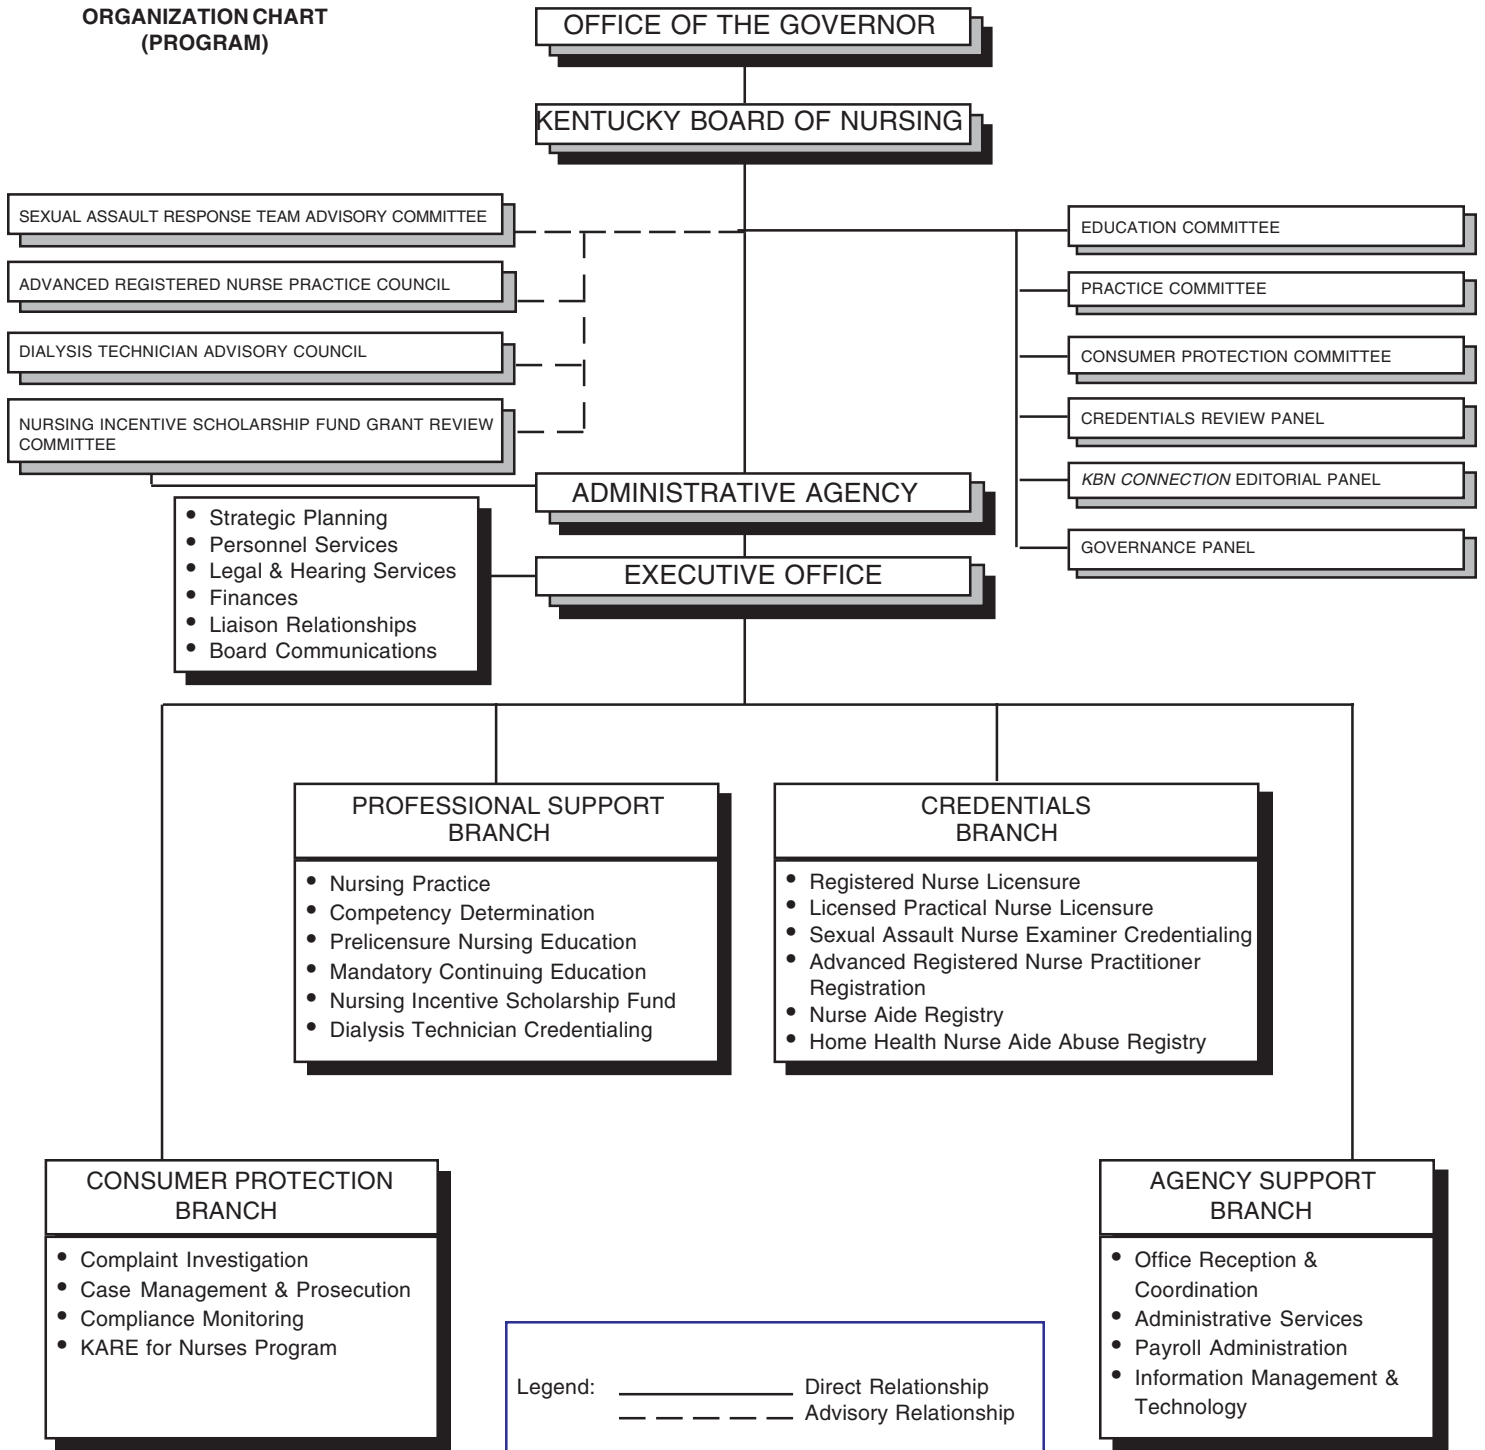 ORGANIZATION CHART
(PROGRAM)
OFFICE OF THE GOVERNOR
KENTUCKY BOARD OF NURSING
SEXUAL ASSAULT RESPONSE TEAM ADVISORY COMMITTEE
ADVANCED REGISTERED NURSE PRACTICE COUNCIL
DIALYSIS TECHNICIAN ADVISORY COUNCIL
NURSING INCENTIVE SCHOLARSHIP FUND GRANT REVIEW
COMMITTEE
EDUCATION COMMITTEE
PRACTICE COMMITTEE
CONSUMER PROTECTION COMMITTEE
CREDENTIALS REVIEW PANEL
KBN CONNECTION EDITORIAL PANEL
GOVERNANCE PANEL
ADMINISTRATIVE AGENCY
EXECUTIVE OFFICE
• Strategic Planning
• Personnel Services
• Legal & Hearing Services
• Finances
• Liaison Relationships
• Board Communications
PROFESSIONAL SUPPORT
BRANCH
• Nursing Practice
• Competency Determination
• Prelicensure Nursing Education
• Mandatory Continuing Education
• Nursing Incentive Scholarship Fund
• Dialysis Technician Credentialing
CREDENTIALS
BRANCH
• Registered Nurse Licensure
• Licensed Practical Nurse Licensure
• Sexual Assault Nurse Examiner Credentialing
• Advanced Registered Nurse Practitioner
Registration
• Nurse Aide Registry
• Home Health Nurse Aide Abuse Registry
CONSUMER PROTECTION
BRANCH
• Complaint Investigation
• Case Management & Prosecution
• Compliance Monitoring
• KARE for Nurses Program
AGENCY SUPPORT
BRANCH
• Office Reception &
Coordination
• Administrative Services
• Payroll Administration
• Information Management &
Technology
Legend: Direct Relationship
Advisory Relationship